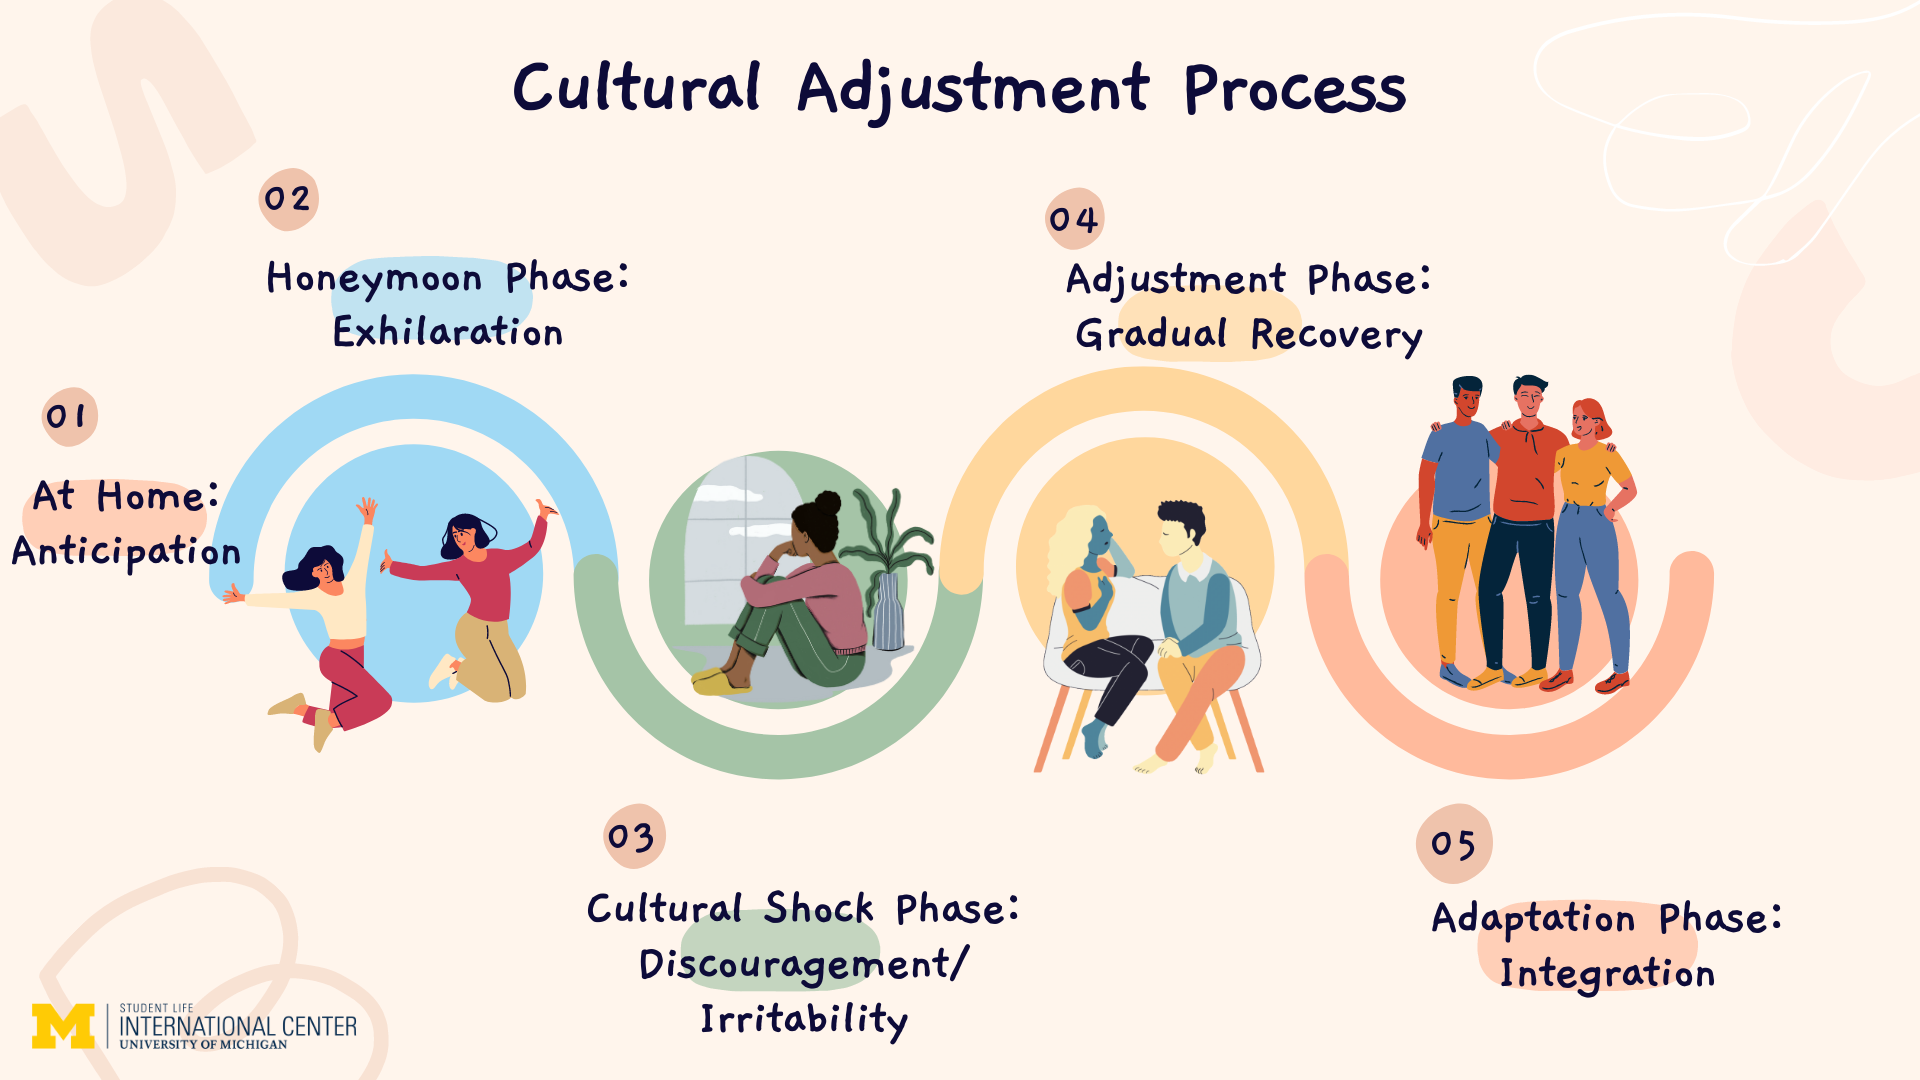 Cultural Adjustment Process
01
At Home:
Anticipation
02
Honeymoon Phase:
Exhilaration
03
Cultural Shock Phase:
Discouragement/
Irritability
04
Adjustment Phase:
Gradual Recovery
05
Adaptation Phase:
Integration
M
STUDENT LIFE
INTERNATIONAL CENTER
UNIVERSITY OF MICHIGAN